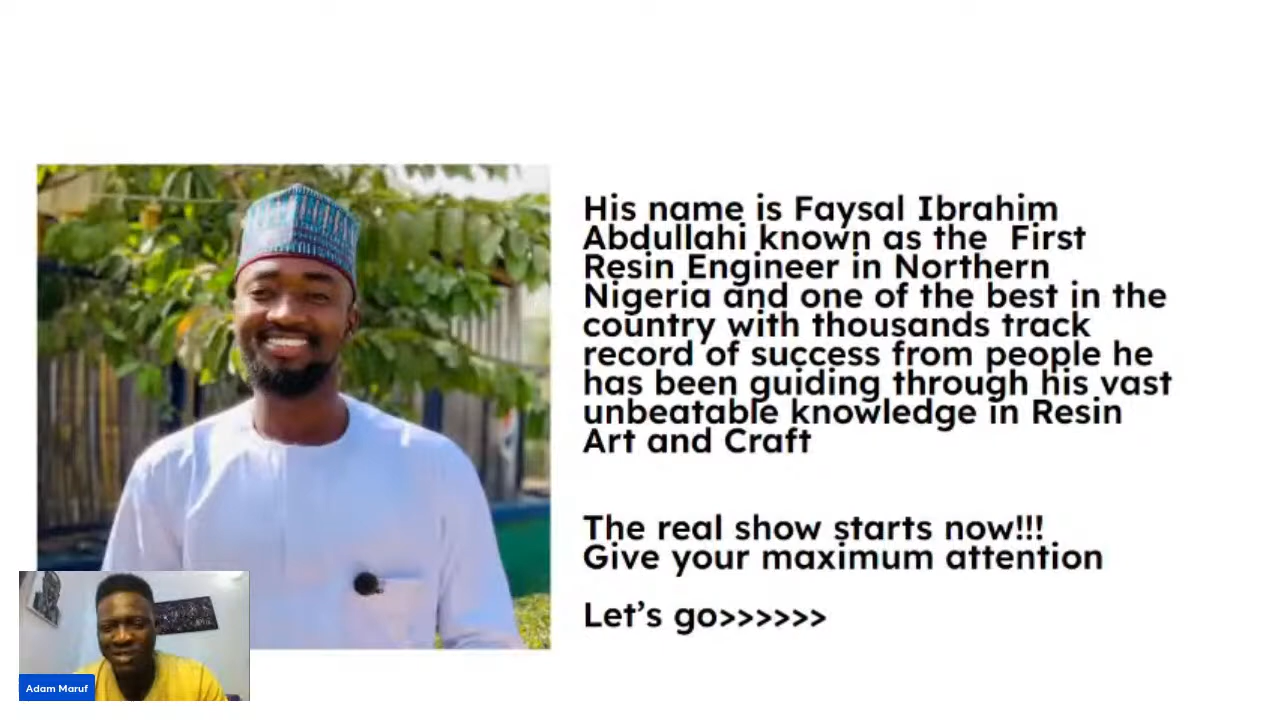 His name is Faysal Ibrahim
Abdullahi known as the  First
Resin Engineer in Northern
Nigeria and one of the best in the
country with thousands track
record of success from people he
has been guiding through his vast
unbeatable knowledge in Resin
Art and Craft
The real show starts now!!!
Give your maximum attention
Let's go>>>>>>
Adam Maruf